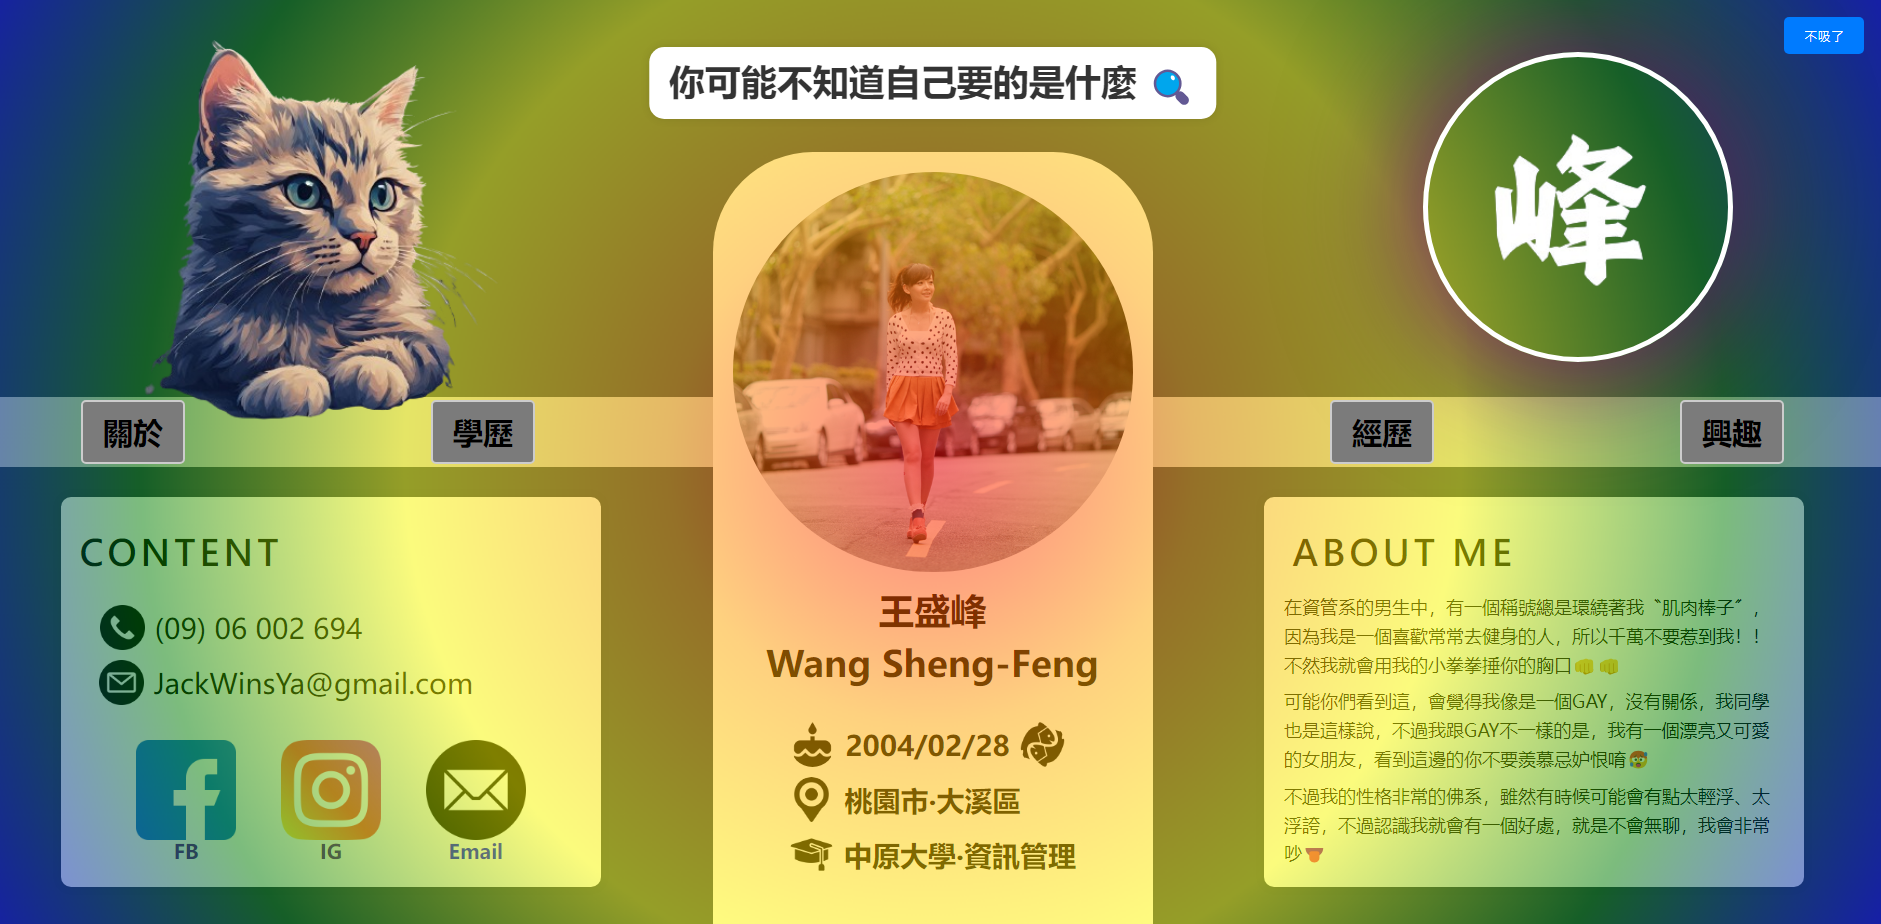 不吸了
你可能不知道自己要的是什麼
峰
關於
學歷
經歷
興趣
CONTENT
(09) 06 002 694
JackWinsYa@gmail.com
FB
IG
Email
王盛峰
Wang Sheng-Feng
2004/02/28
桃園市·大溪區
中原大學·資訊管理
ABOUT ME
在資管系的男生中，有一個稱號總是環繞著我〝肌肉棒子〞，
因為我是一個喜歡常常去健身的人，所以千萬不要惹到我！！
不然我就會用我的小拳拳捶你的胸口👊👊
可能你們看到這，會覺得我像是一個GAY，沒有關係，我同學
也是這樣說，不過我跟GAY不一樣的是，我有一個漂亮又可愛
的女朋友，看到這邊的你不要羨慕忌妒恨唷😭
不過我的性格非常的佛系，雖然有時候可能會有點太輕浮、太
浮誇，不過認識我就會有一個好處，就是不會無聊，我會非常
吵